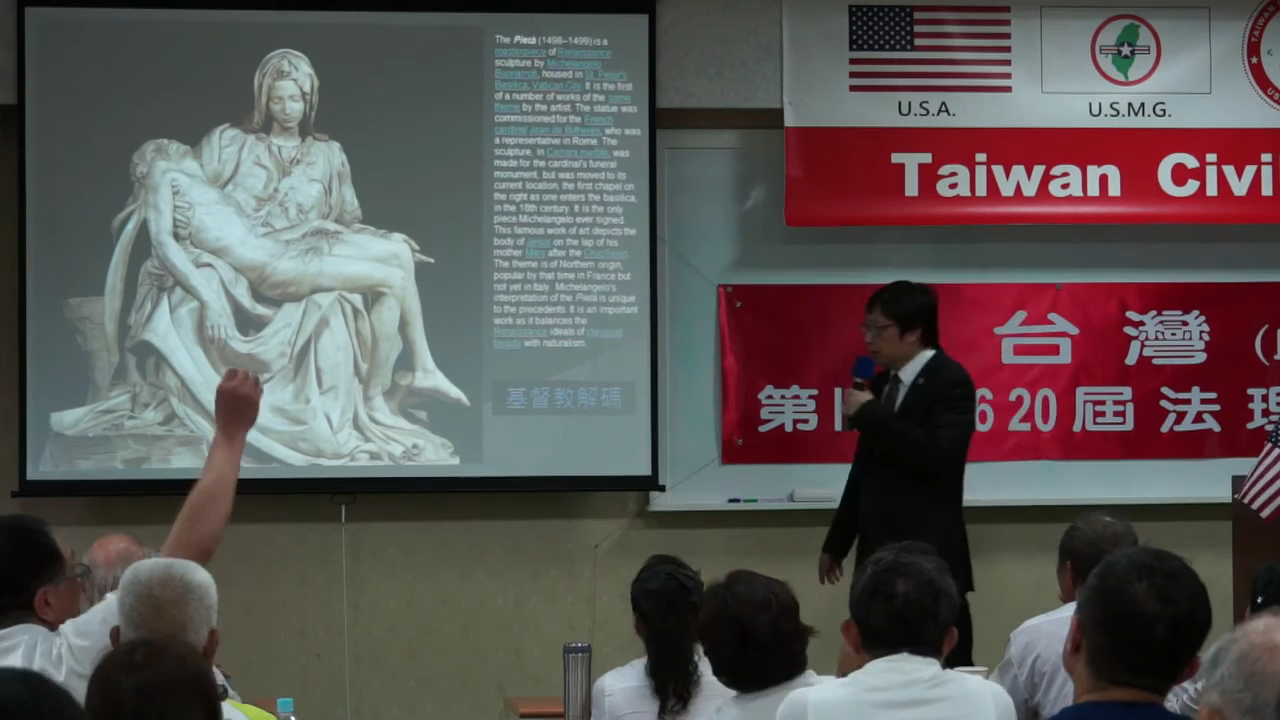 The Pietà (1498–1499) is a
masterpiece of Renaissance
sculpture by Michelangelo
Buonarroti, housed in St. Peter's
Basilica, Vatican City. It is the first
of a number of works of the same
theme by the artist. The statue was
commissioned for the French
cardinal Jean de Billheres, who was
a representative in Rome. The
sculpture, in Carrara marble, was
made for the cardinal's funeral
monument, but was moved to its
current location, the first chapel on
the right as one enters the basilica,
in the 18th century. It is the only
piece Michelangelo ever signed.
This famous work of art depicts the
body of Jesus on the lap of his
mother Mary after the Crucifixion.
The theme is of Northern origin,
popular by that time in France but
not yet in Italy. Michelangelo's
interpretation of the Pietà is unique
to the precedents. It is an important
work as it balances the
Renaissance ideals of classical
beauty with naturalism.
基督教解碼
U.S.A.
U.S.M.G.
TAIWAN
Taiwan Civi
台灣
第 6 20 屆法理